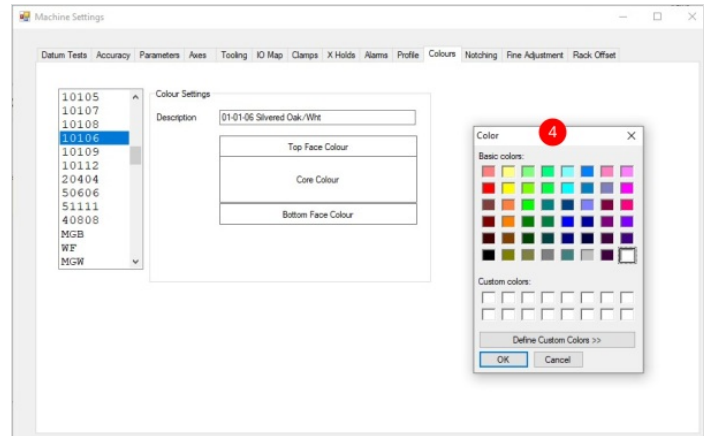 Machine Settings
Datum Tests Accuracy Parameters Axes Tooling IO Map Clamps X Holds Alarms Profile Colours Notching Fine Adjustment Rack Offset
10105
10107
10108
10106
10109
10112
20404
50606
51111
40808
MGB
WF
MGW
Colour Settings
Description 01-01-06 Silvered Oak/Wht
Top Face Colour
Core Colour
Bottom Face Colour
4
Color
Basic colors:
Custom colors:
Define Custom Colors >>
OK Cancel